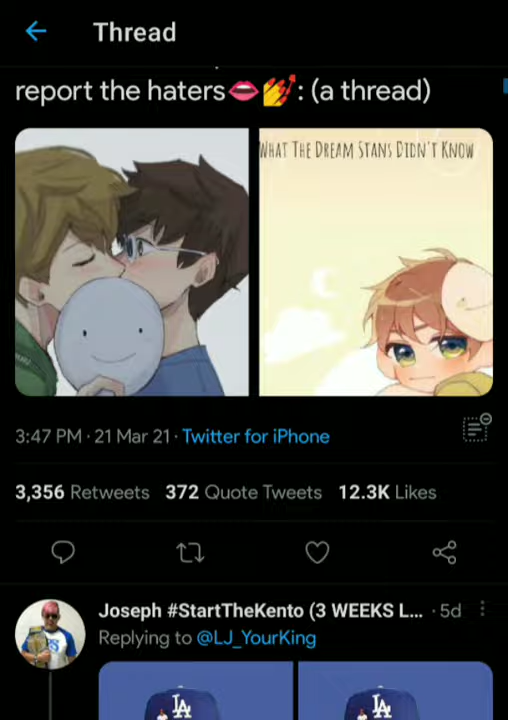 Thread
report the haters👄💅: (a thread)
WHAT THE DREAM STANS DIDN'T KNOW
3:47 PM · 21 Mar 21 · Twitter for iPhone
3,356 Retweets 372 Quote Tweets 12.3K Likes
Joseph #StartTheKento (3 WEEKS L... · 5d
Replying to @LJ_YourKing
LA LA